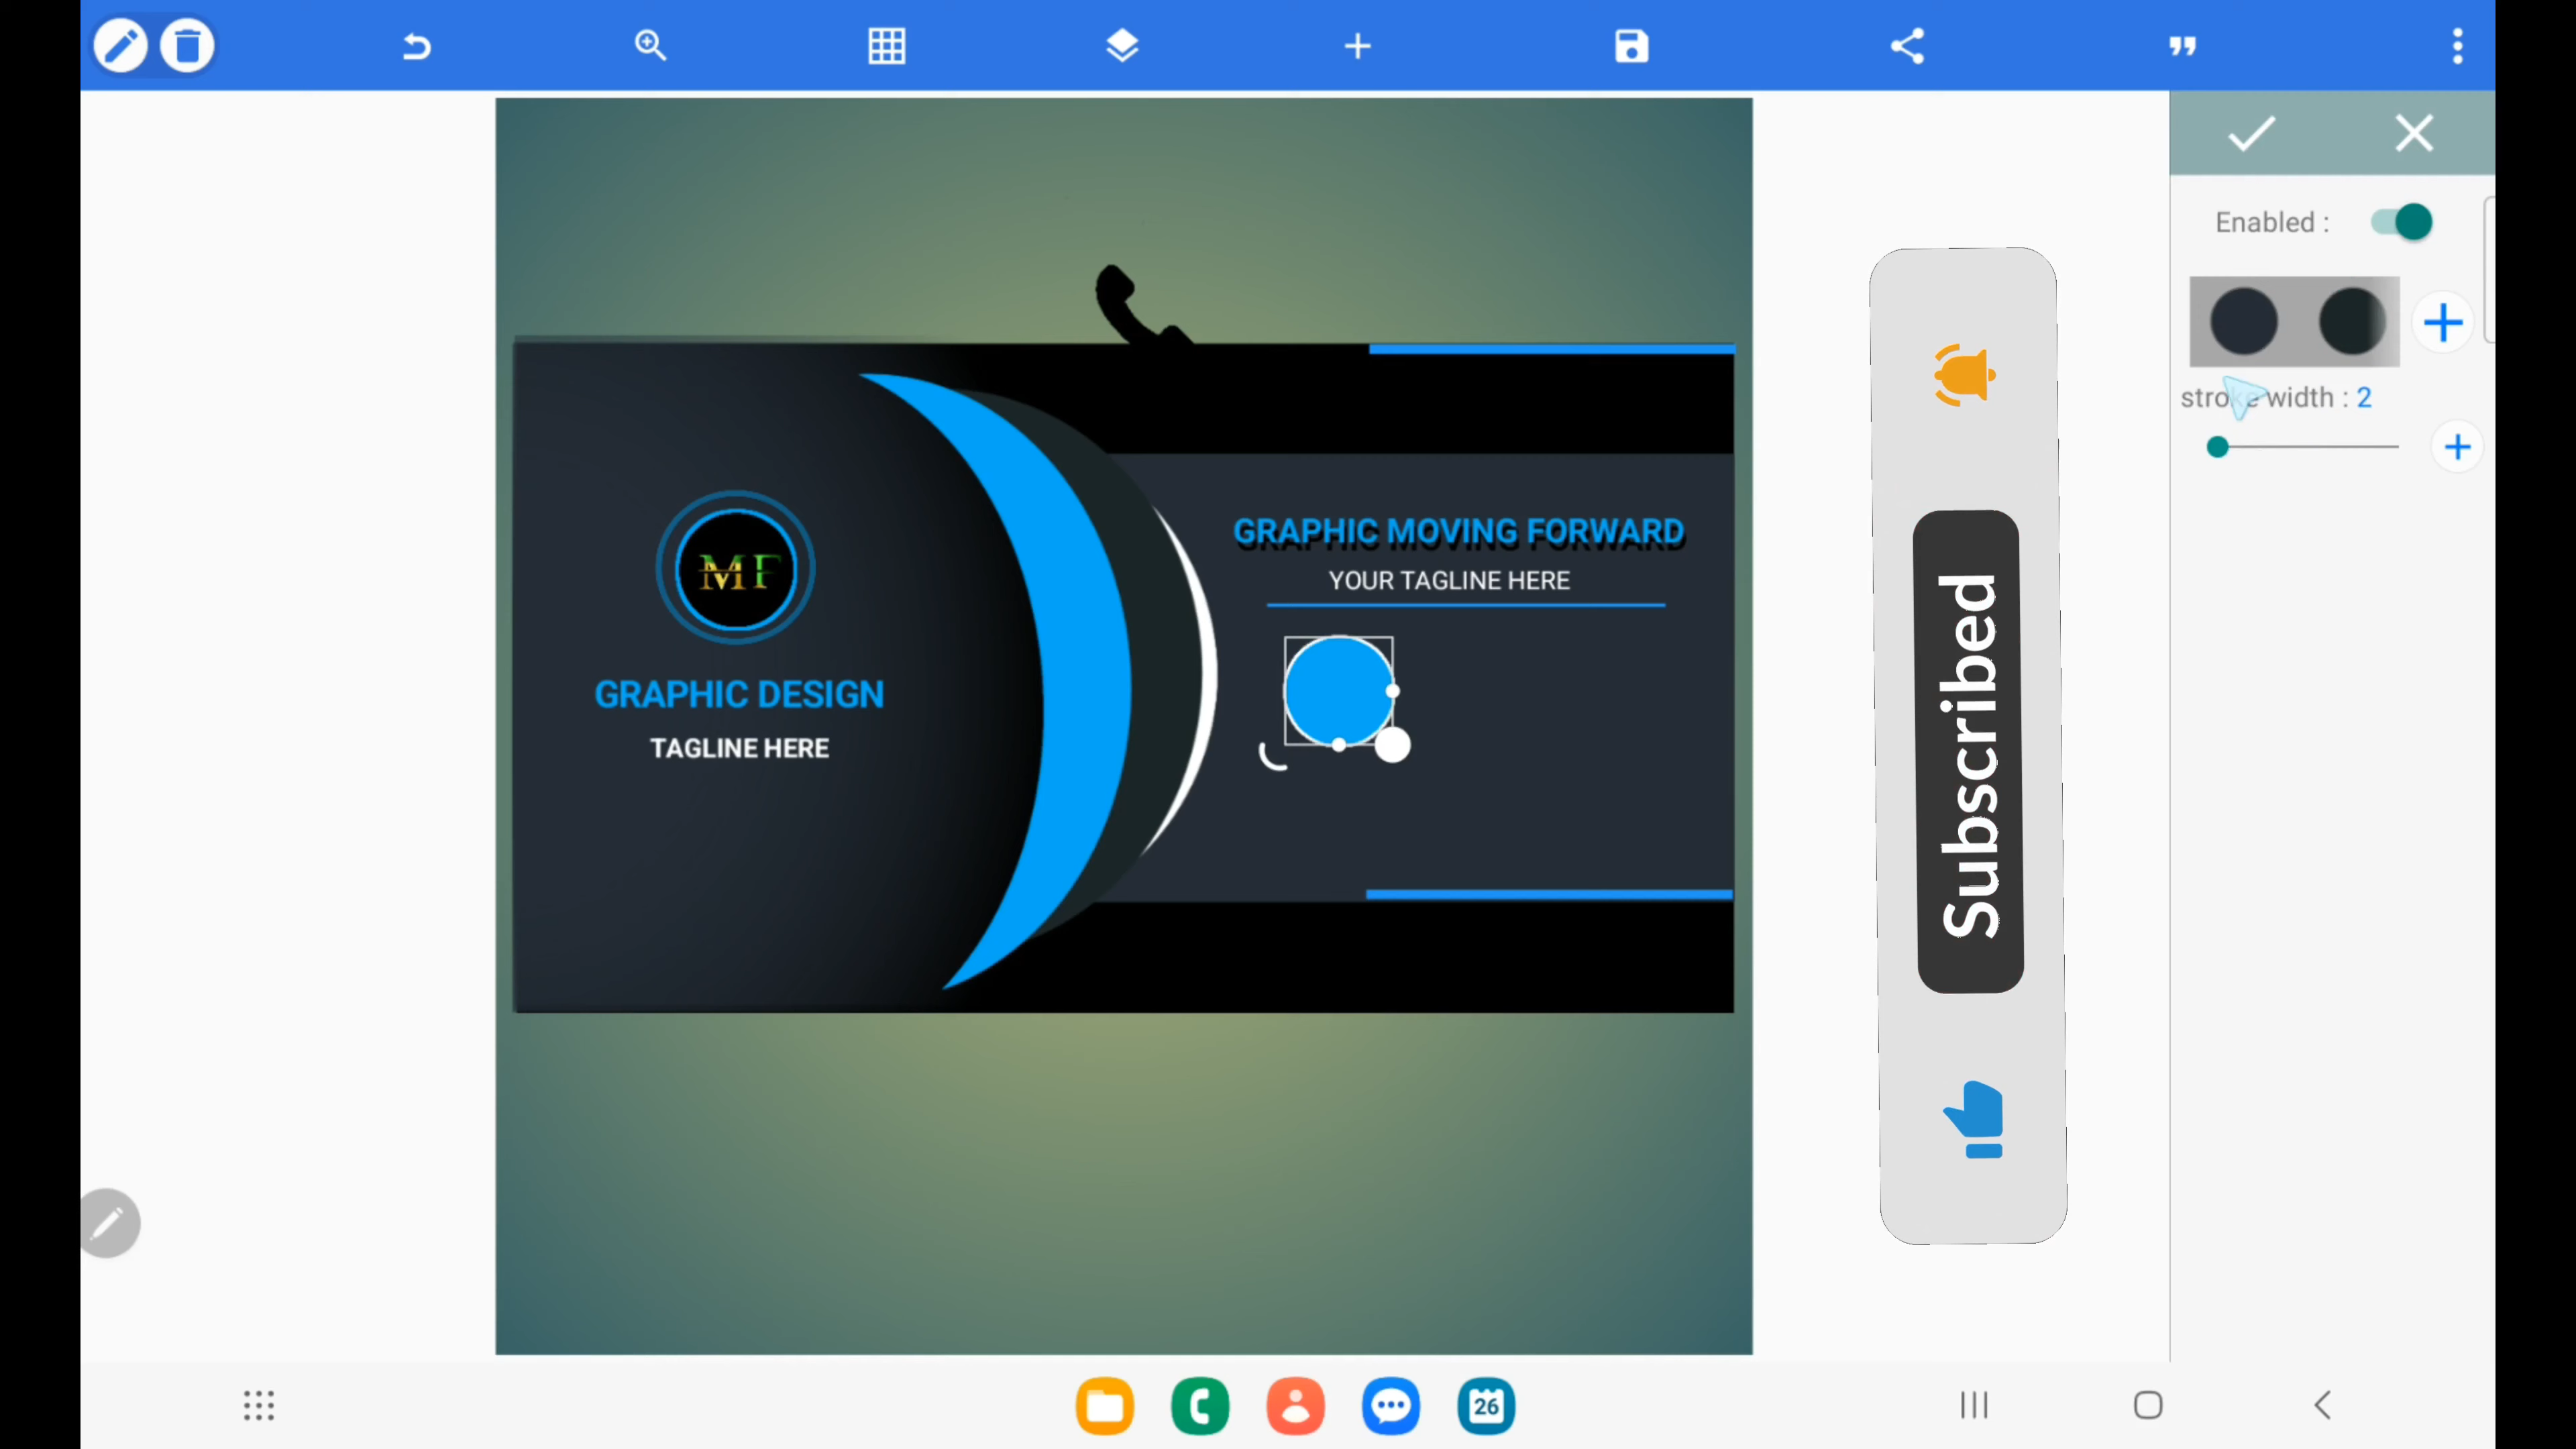 Enabled :
stroke width : 2
GRAPHIC MOVING FORWARD
YOUR TAGLINE HERE
MF
GRAPHIC DESIGN
TAGLINE HERE
Subscribed
26